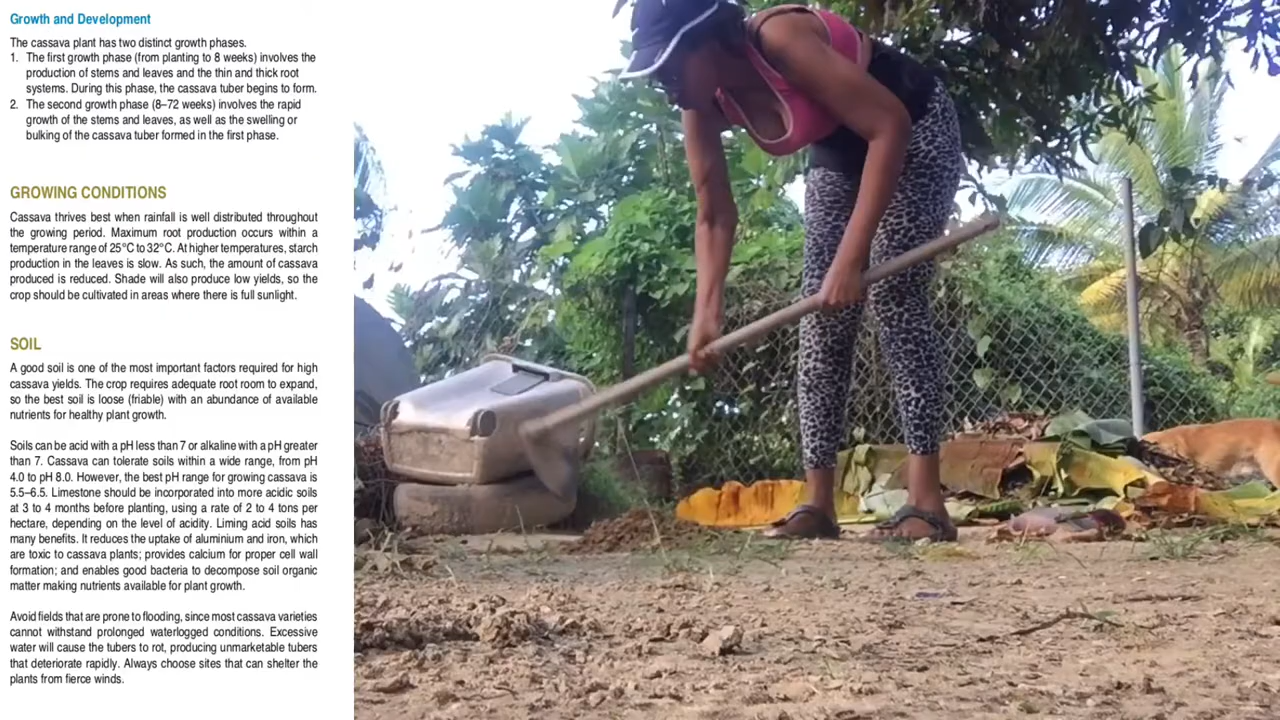 Growth and Development
The cassava plant has two distinct growth phases.
1. The first growth phase (from planting to 8 weeks) involves the
production of stems and leaves and the thin and thick root
systems. During this phase, the cassava tuber begins to form.
2. The second growth phase (8–72 weeks) involves the rapid
growth of the stems and leaves, as well as the swelling or
bulking of the cassava tuber formed in the first phase.
GROWING CONDITIONS
Cassava thrives best when rainfall is well distributed throughout
the growing period. Maximum root production occurs within a
temperature range of 25°C to 32°C. At higher temperatures, starch
production in the leaves is slow. As such, the amount of cassava
produced is reduced. Shade will also produce low yields, so the
crop should be cultivated in areas where there is full sunlight.
SOIL
A good soil is one of the most important factors required for high
cassava yields. The crop requires adequate root room to expand,
so the best soil is loose (friable) with an abundance of available
nutrients for healthy plant growth.
Soils can be acid with a pH less than 7 or alkaline with a pH greater
than 7. Cassava can tolerate soils within a wide range, from pH
4.0 to pH 8.0. However, the best pH range for growing cassava is
5.5–6.5. Limestone should be incorporated into more acidic soils
at 3 to 4 months before planting, using a rate of 2 to 4 tons per
hectare, depending on the level of acidity. Liming acid soils has
many benefits. It reduces the uptake of aluminium and iron, which
are toxic to cassava plants; provides calcium for proper cell wall
formation; and enables good bacteria to decompose soil organic
matter making nutrients available for plant growth.
Avoid fields that are prone to flooding, since most cassava varieties
cannot withstand prolonged waterlogged conditions. Excessive
water will cause the tubers to rot, producing unmarketable tubers
that deteriorate rapidly. Always choose sites that can shelter the
plants from fierce winds.